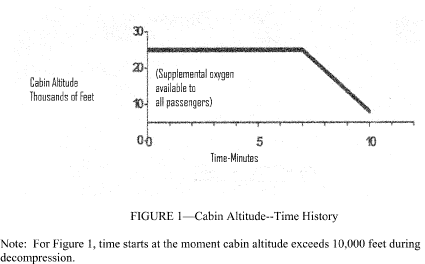 30
20
10
00
Cabin Altitude
Thousands of Feet
(Supplemental oxygen
available to
all passengers)
5
10
Time-Minutes
FIGURE 1—Cabin Altitude--Time History
Note: For Figure 1, time starts at the moment cabin altitude exceeds 10,000 feet during
decompression.